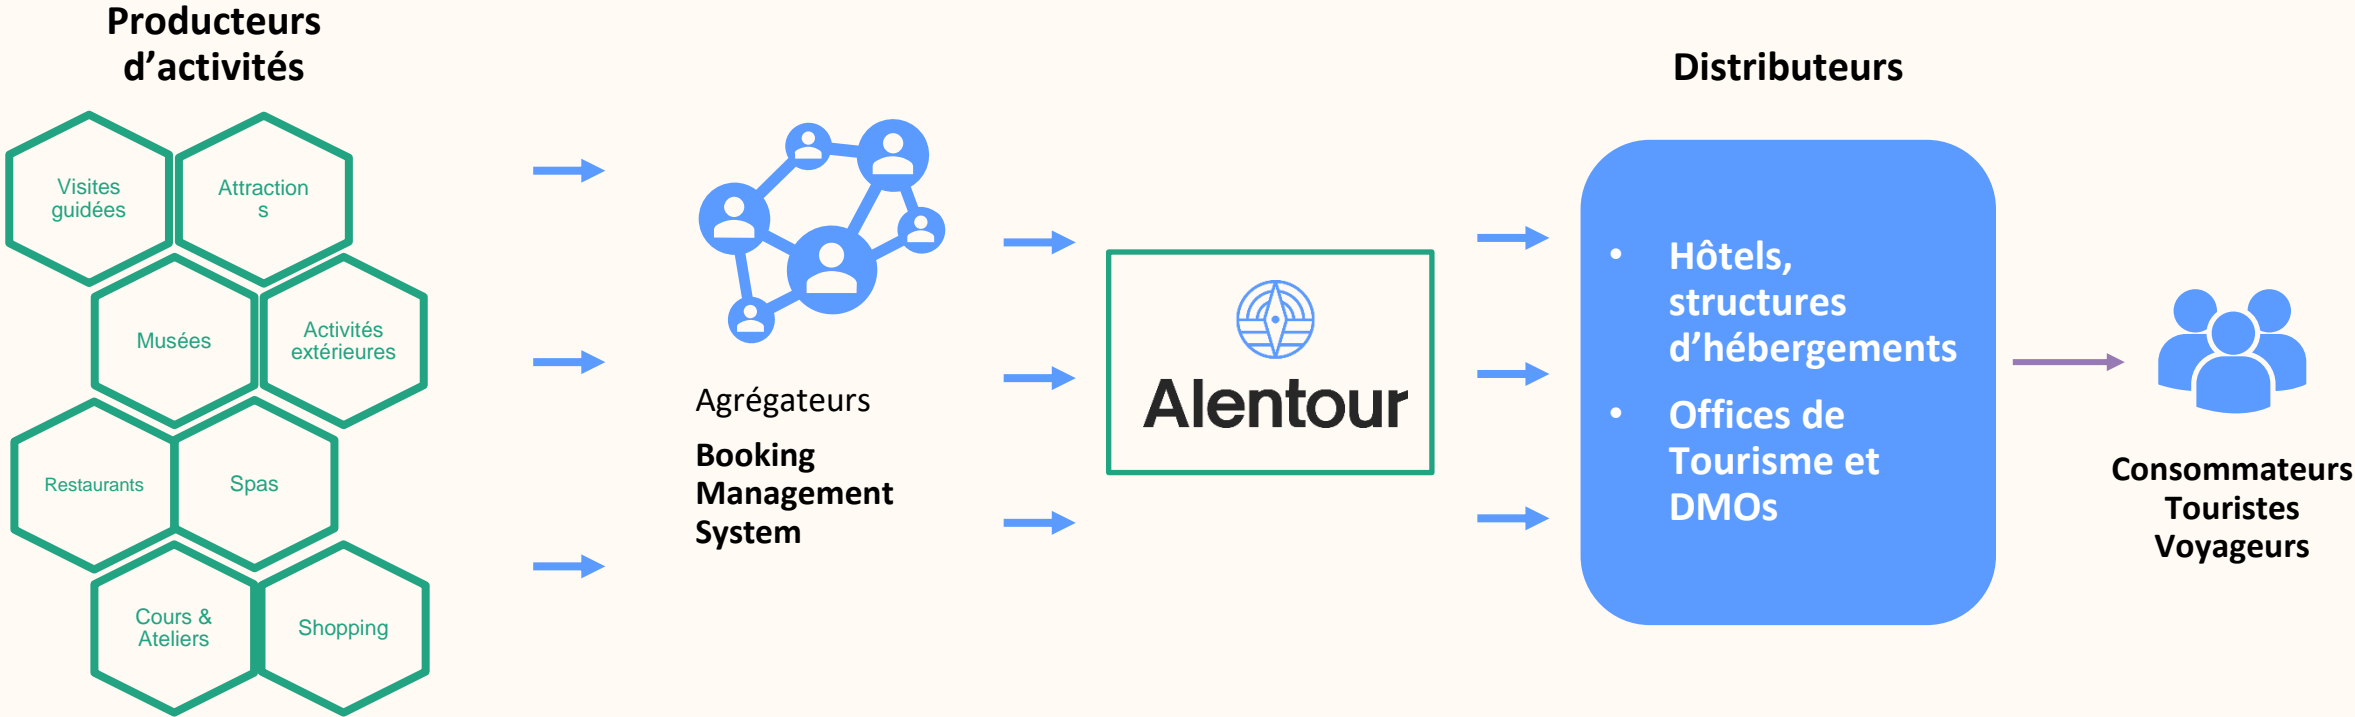 Producteurs
d’activités
Visites
guidées
Attraction
s
Musées
Activités
extérieures
Restaurants
Spas
Cours &
Ateliers
Shopping
Agrégateurs
Booking
Management
System
Alentour
Distributeurs
• Hôtels,
structures
d’hébergements
• Offices de
Tourisme et
DMOs
Consommateurs
Touristes
Voyageurs